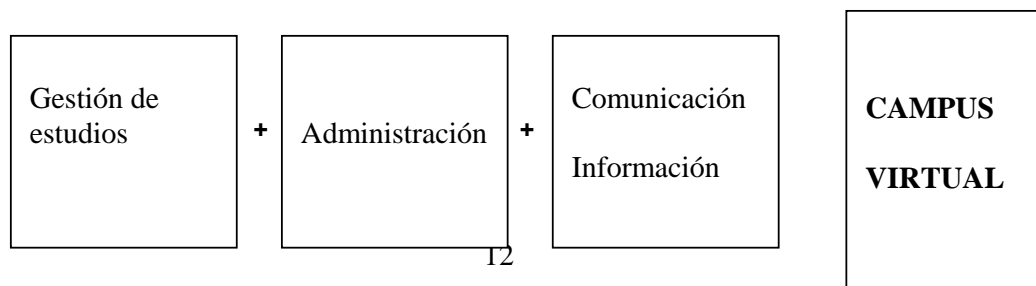 Gestión de
estudios
+
Administración
+
Comunicación
Información
CAMPUS
VIRTUAL
12